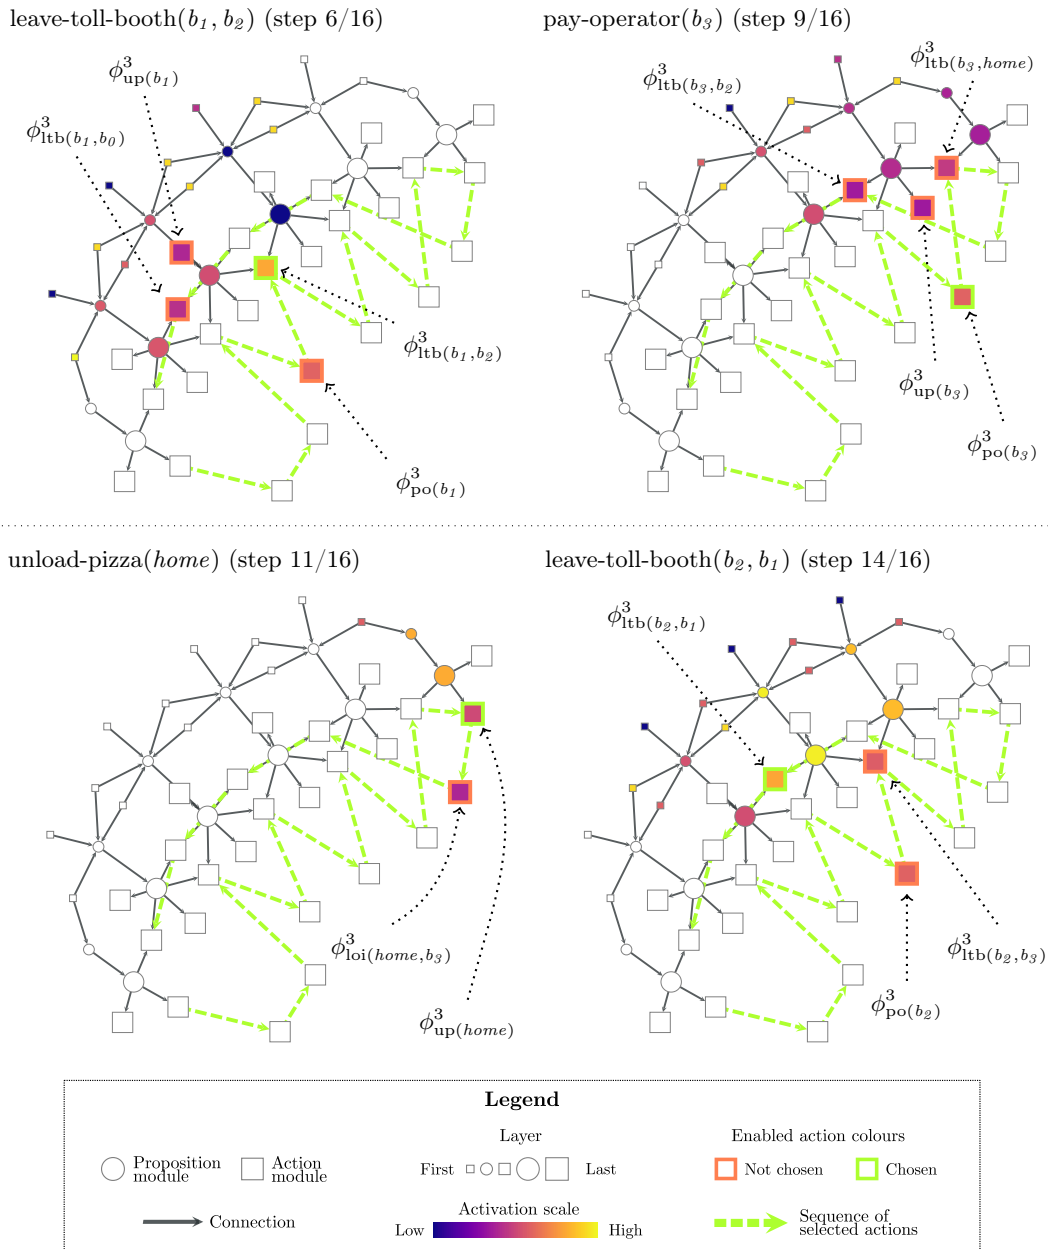 leave-toll-booth(b₁, b₂) (step 6/16)
pay-operator(b₃) (step 9/16)
ϕ³up(b₁)
ϕ³ltb(b₁,b₀)
ϕ³ltb(b₁,b₂)
ϕ³po(b₁)
ϕ³ltb(b₃,home)
ϕ³ltb(b₃,b₂)
ϕ³up(b₃)
ϕ³po(b₃)
unload-pizza(home) (step 11/16)
leave-toll-booth(b₂, b₁) (step 14/16)
ϕ³loi(home,b₃)
ϕ³up(home)
ϕ³ltb(b₂,b₁)
ϕ³ltb(b₂,b₃)
ϕ³po(b₂)
Legend
Layer
Enabled action colours
Proposition
module
Action
module
First
Last
Not chosen
Chosen
Connection
Activation scale
Low
High
Sequence of
selected actions